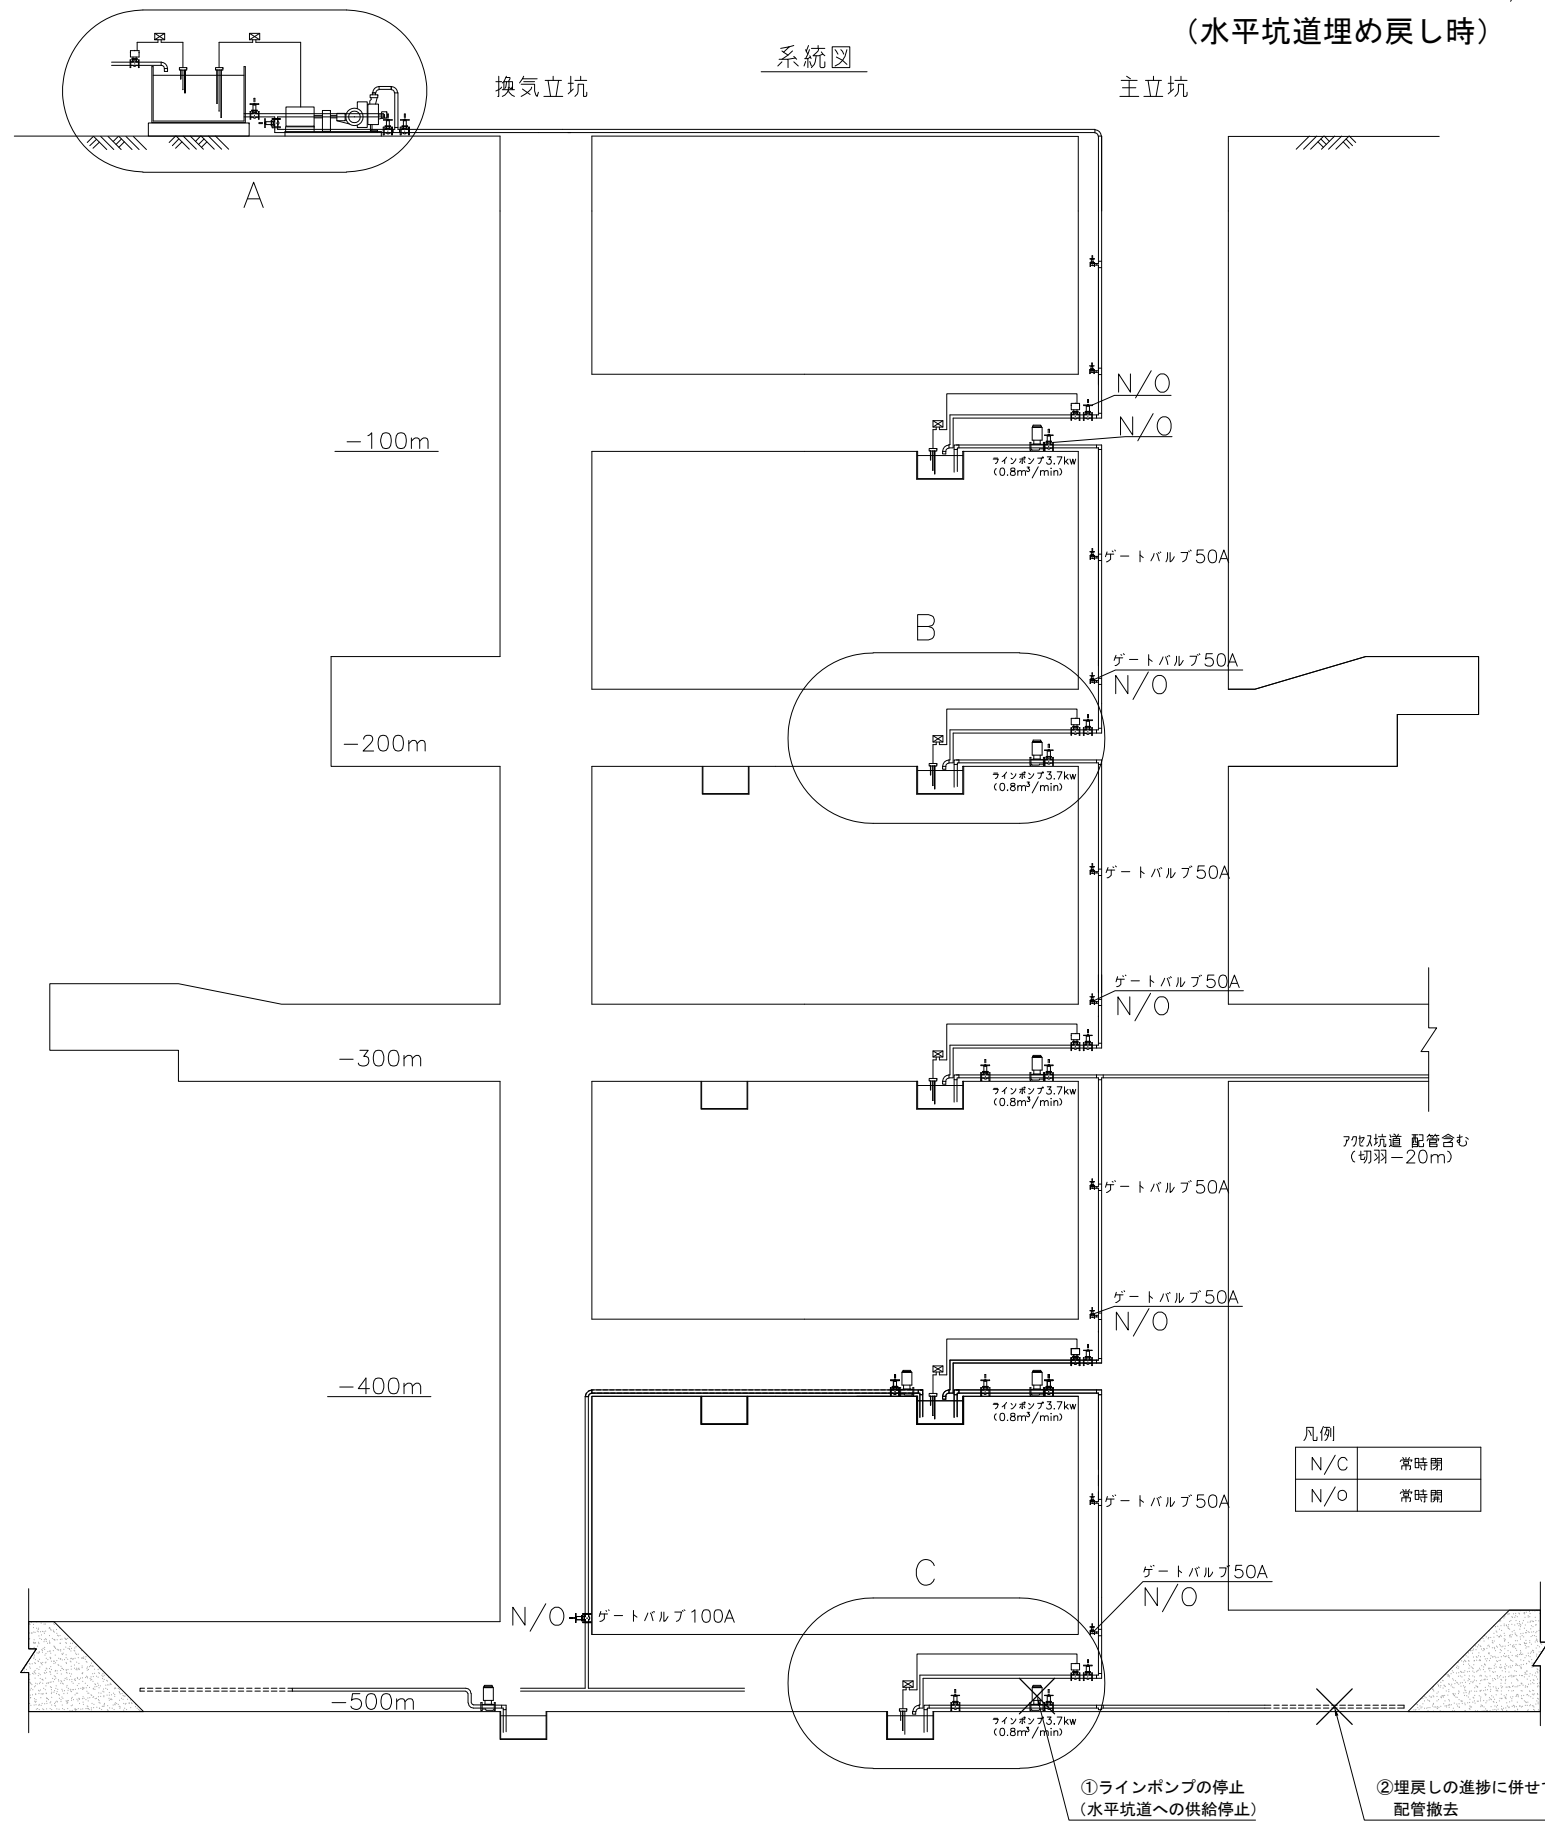 (水平坑道埋め戻し時)
系統図
換気立坑
主立坑
A
N/O
N/O
-100m
ラインポンプ3.7kw
(0.8m³/min)
ゲートバルブ50A
B
ゲートバルブ50A
N/O
-200m
ラインポンプ3.7kw
(0.8m³/min)
ゲートバルブ50A
ゲートバルブ50A
N/O
-300m
ラインポンプ3.7kw
(0.8m³/min)
アクセス坑道 配管含む
(切羽-20m)
ゲートバルブ50A
ゲートバルブ50A
N/O
-400m
ラインポンプ3.7kw
(0.8m³/min)
凡例
N/C 常時閉
N/O 常時開
ゲートバルブ50A
C
ゲートバルブ50A
N/O
N/O ゲートバルブ100A
-500m
ラインポンプ3.7kw
(0.8m³/min)
①ラインポンプの停止
(水平坑道への供給停止)
②埋戻しの進捗に併せ
配管撤去